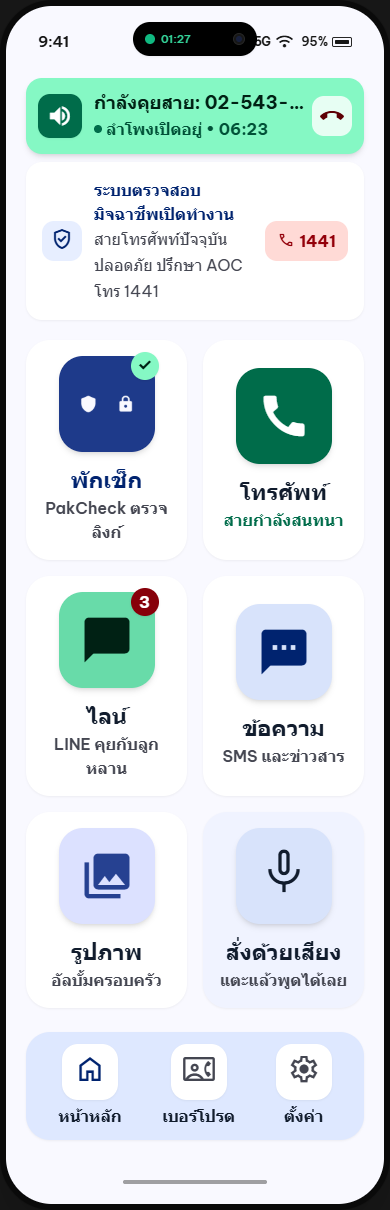 9:41
01:27
5G
95%
กำลังคุยสาย: 02-543-...
ลำโพงเปิดอยู่ • 06:23
ระบบตรวจสอบ
มิจฉาชีพเปิดทำงาน
สายโทรศัพท์ปัจจุบัน
ปลอดภัย ปรึกษา AOC
โทร 1441
1441
พักเช็ก
PakCheck ตรวจ
ลิงก์
โทรศัพท์
สายกำลังสนทนา
3
ไลน์
LINE คุยกับลูก
หลาน
ข้อความ
SMS และข่าวสาร
รูปภาพ
อัลบั้มครอบครัว
สั่งด้วยเสียง
แตะแล้วพูดได้เลย
หน้าหลัก
เบอร์โปรด
ตั้งค่า